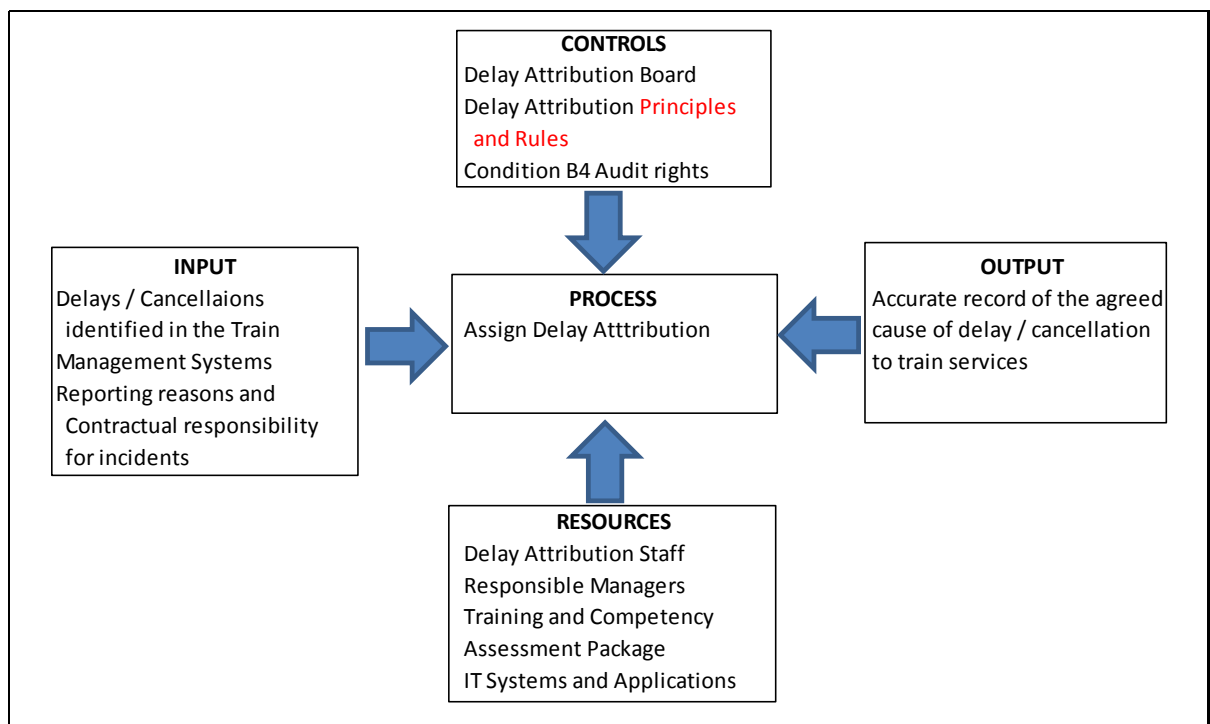 CONTROLS
Delay Attribution Board
Delay Attribution Principles
and Rules
Condition B4 Audit rights
INPUT
Delays / Cancellaions
identified in the Train
Management Systems
Reporting reasons and
Contractual responsibility
for incidents
PROCESS
Assign Delay Atttribution
OUTPUT
Accurate record of the agreed
cause of delay / cancellation
to train services
RESOURCES
Delay Attribution Staff
Responsible Managers
Training and Competency
Assessment Package
IT Systems and Applications